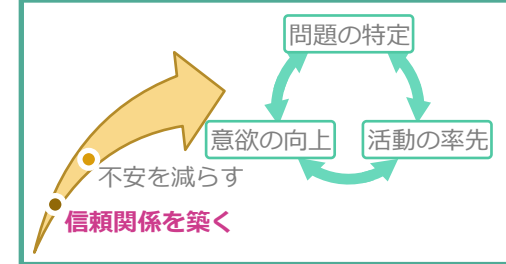 問題の特定
意欲の向上
活動の率先
不安を減らす
信頼関係を築く